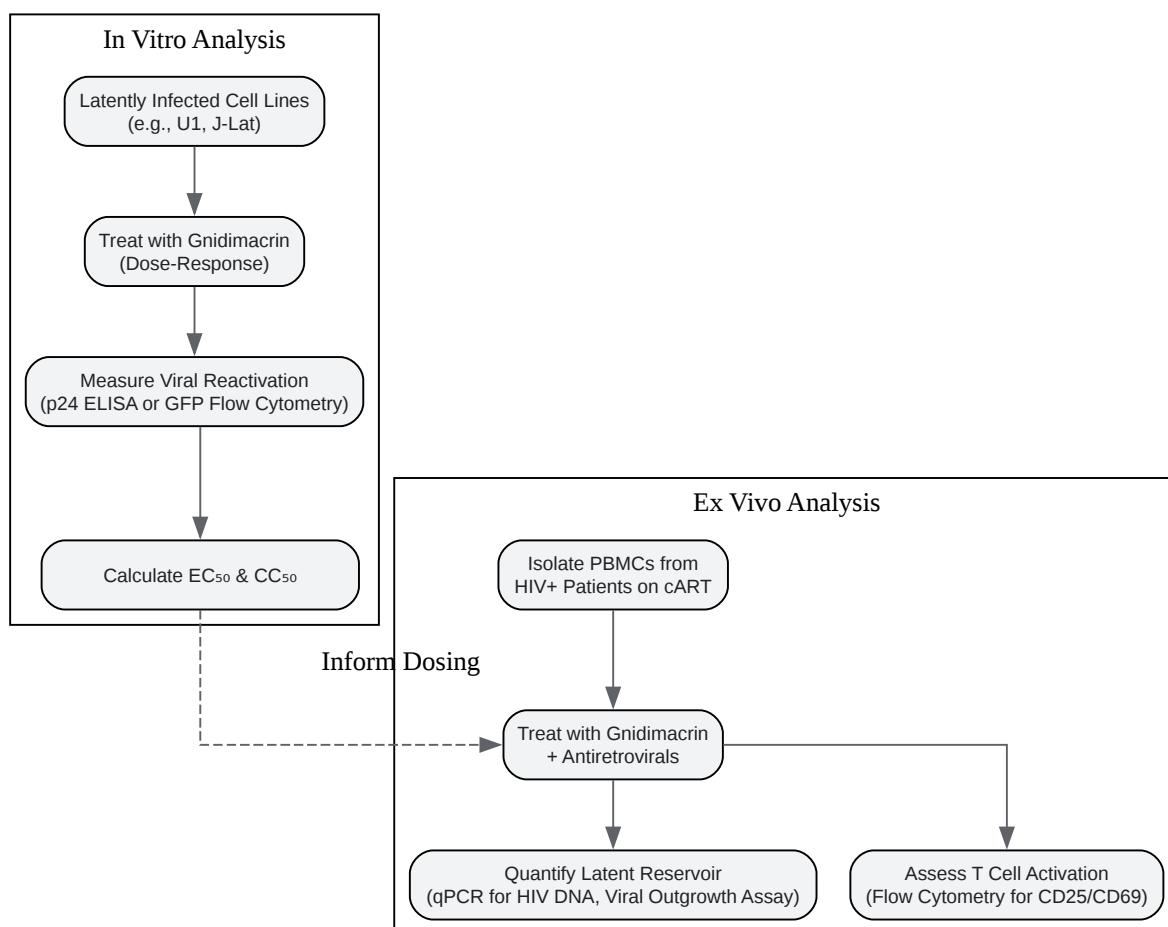 In Vitro Analysis
Latently Infected Cell Lines
(e.g., U1, J-Lat)
Treat with Gnidimacrin
(Dose-Response)
Measure Viral Reactivation
(p24 ELISA or GFP Flow Cytometry)
Calculate EC₅₀ & CC₅₀
Inform Dosing
Ex Vivo Analysis
Isolate PBMCs from
HIV+ Patients on cART
Treat with Gnidimacrin
+ Antiretrovirals
Quantify Latent Reservoir
(qPCR for HIV DNA, Viral Outgrowth Assay)
Assess T Cell Activation
(Flow Cytometry for CD25/CD69)